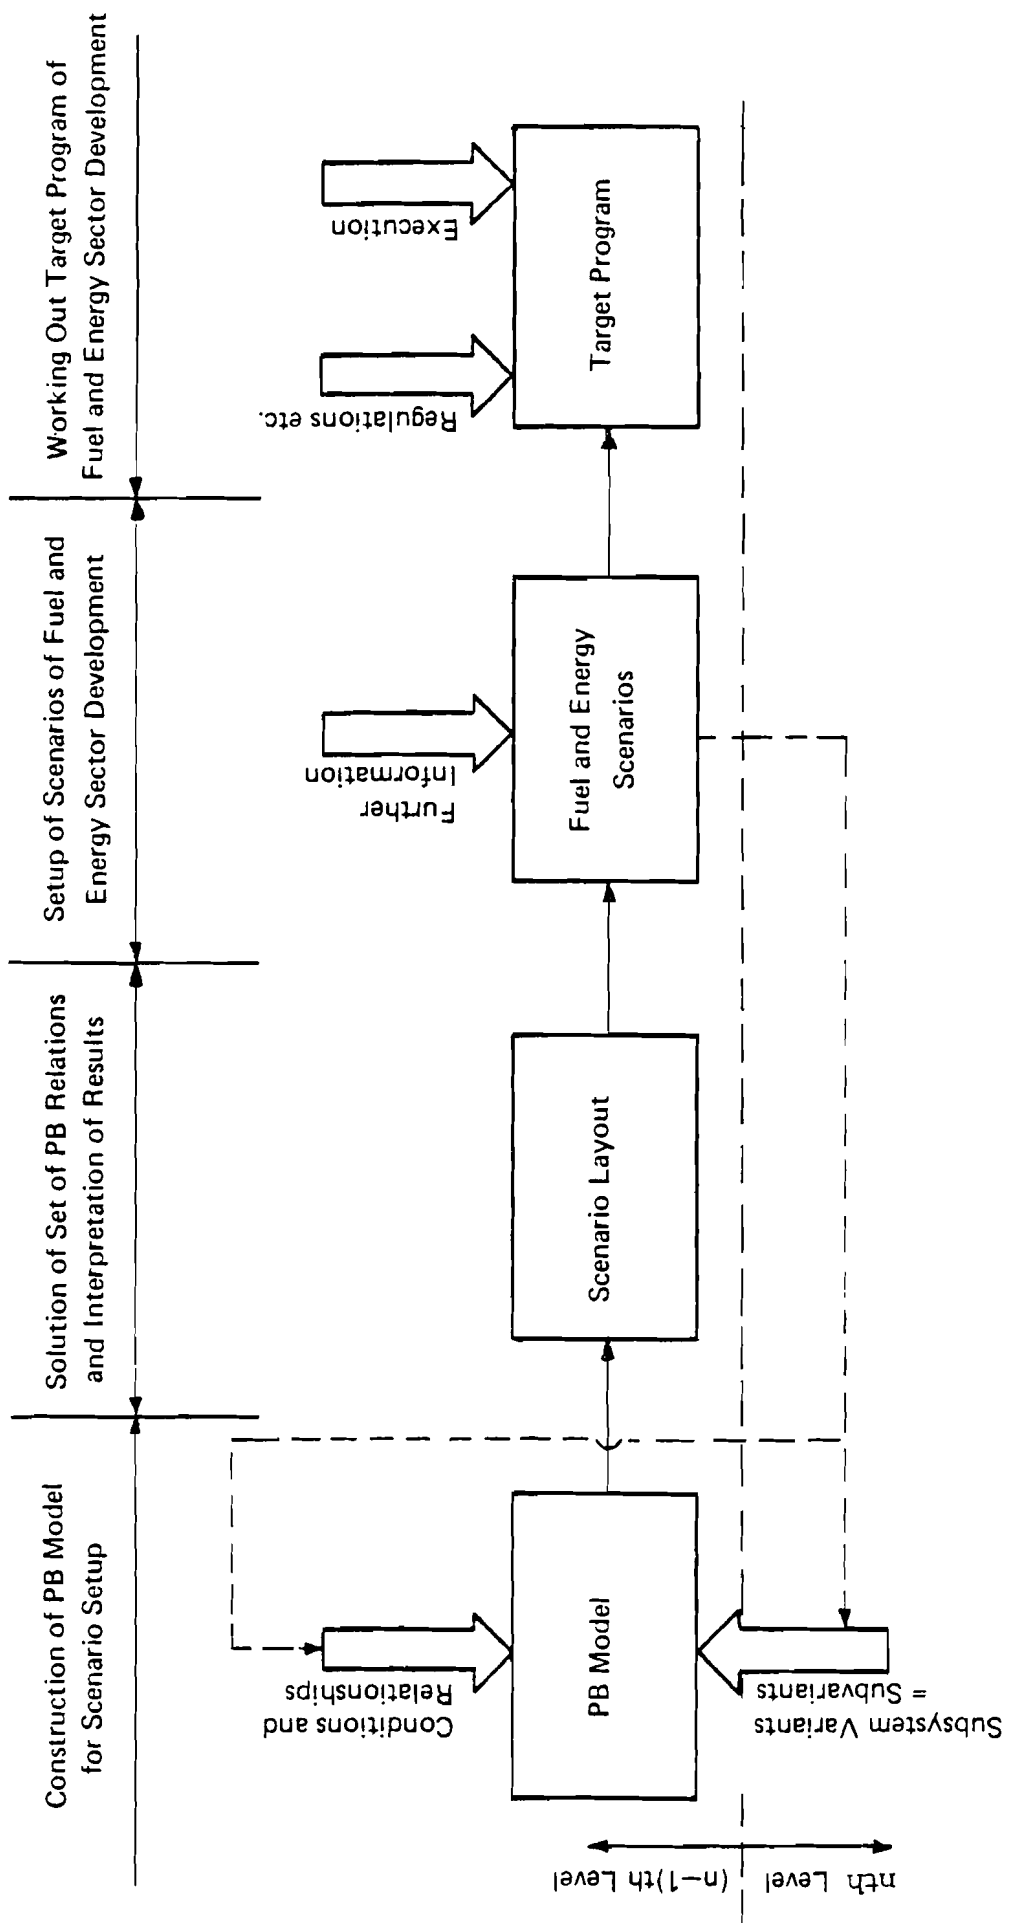 Construction of PB Model
for Scenario Setup
Solution of Set of PB Relations
and Interpretation of Results
Setup of Scenarios of Fuel and
Energy Sector Development
Working Out Target Program of
Fuel and Energy Sector Development
Conditions and
Relationships
Further
Information
Regulations etc.
Execution
PB Model
Scenario Layout
Fuel and Energy
Scenarios
Target Program
(n−1)th Level
nth Level
Subsystem Variants
= Subvariants